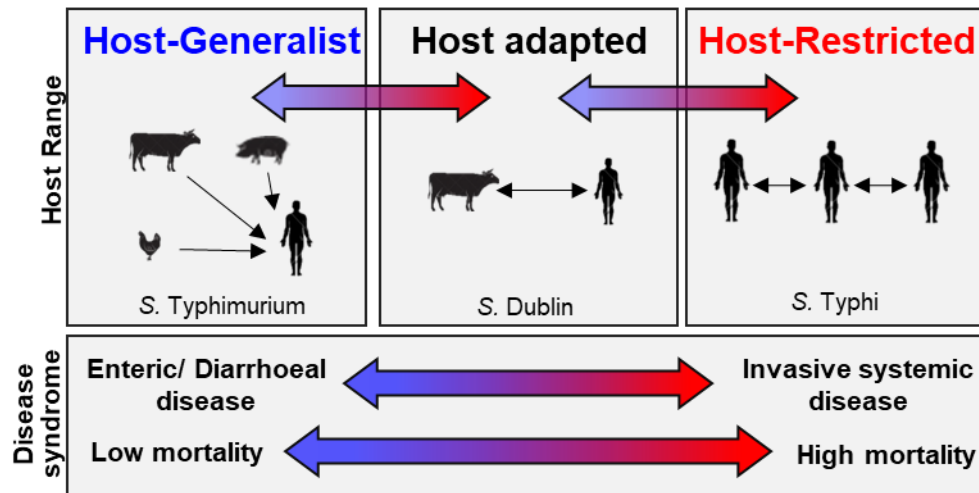 Host-Generalist
Host adapted
Host-Restricted
Host Range
S. Typhimurium
S. Dublin
S. Typhi
Disease
syndrome
Enteric/ Diarrhoeal
disease
Invasive systemic
disease
Low mortality
High mortality